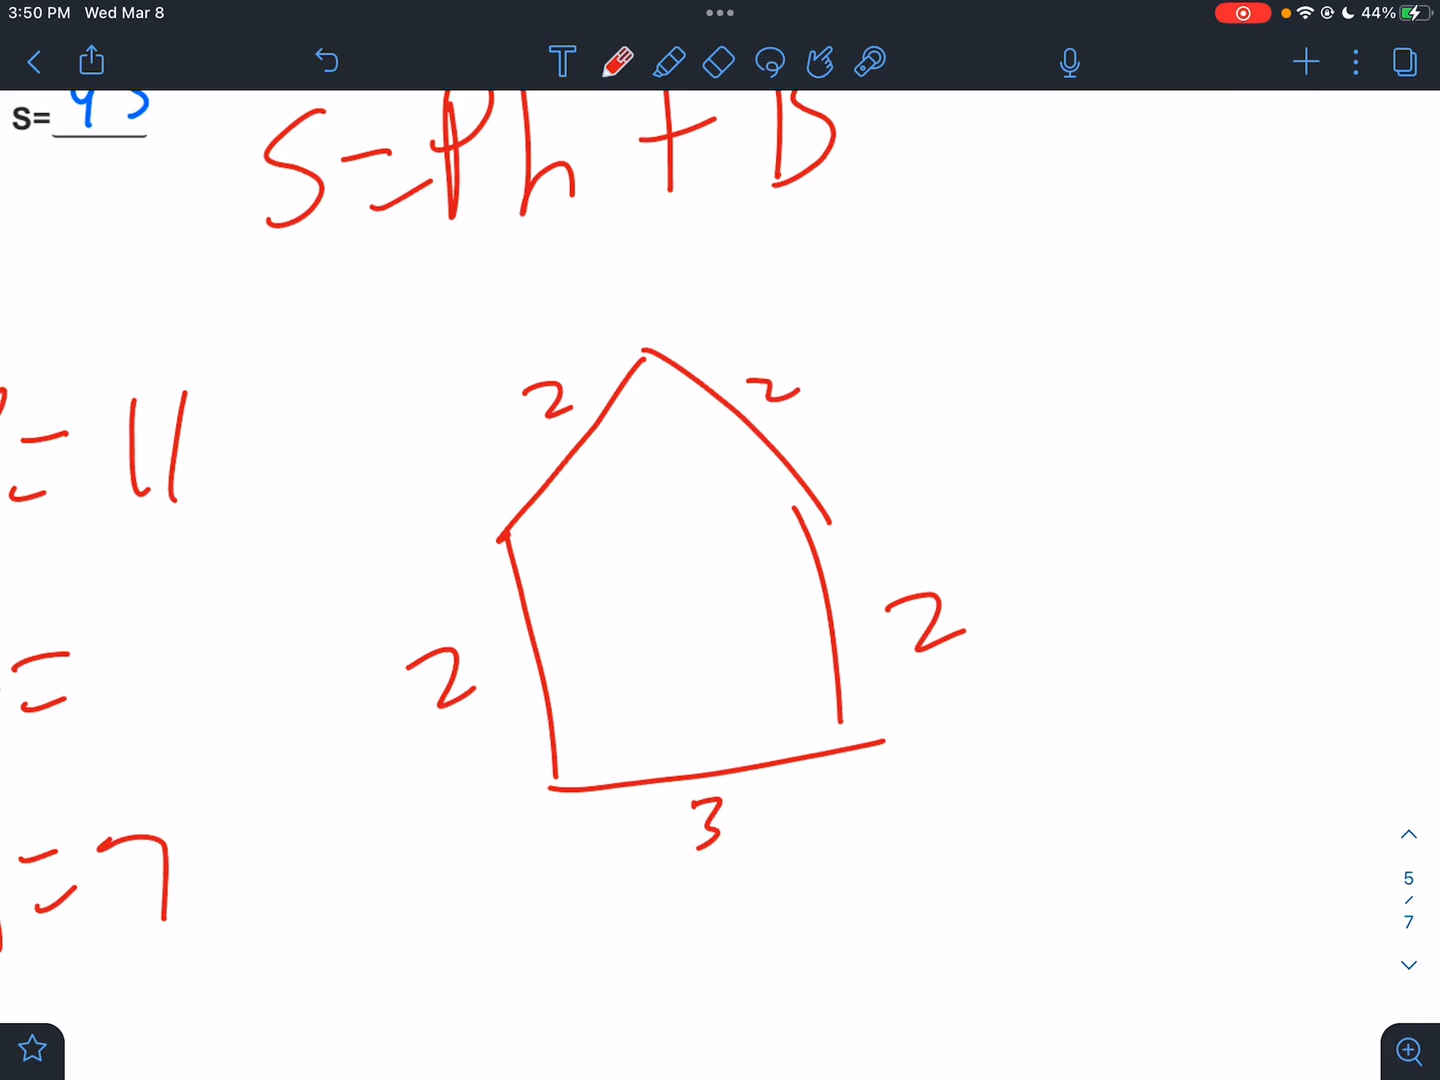 3:50 PM Wed Mar 8
44%
T
S=
S=Ph + B
2 2
= 11
2
2
=
3
= 7
5
/
7